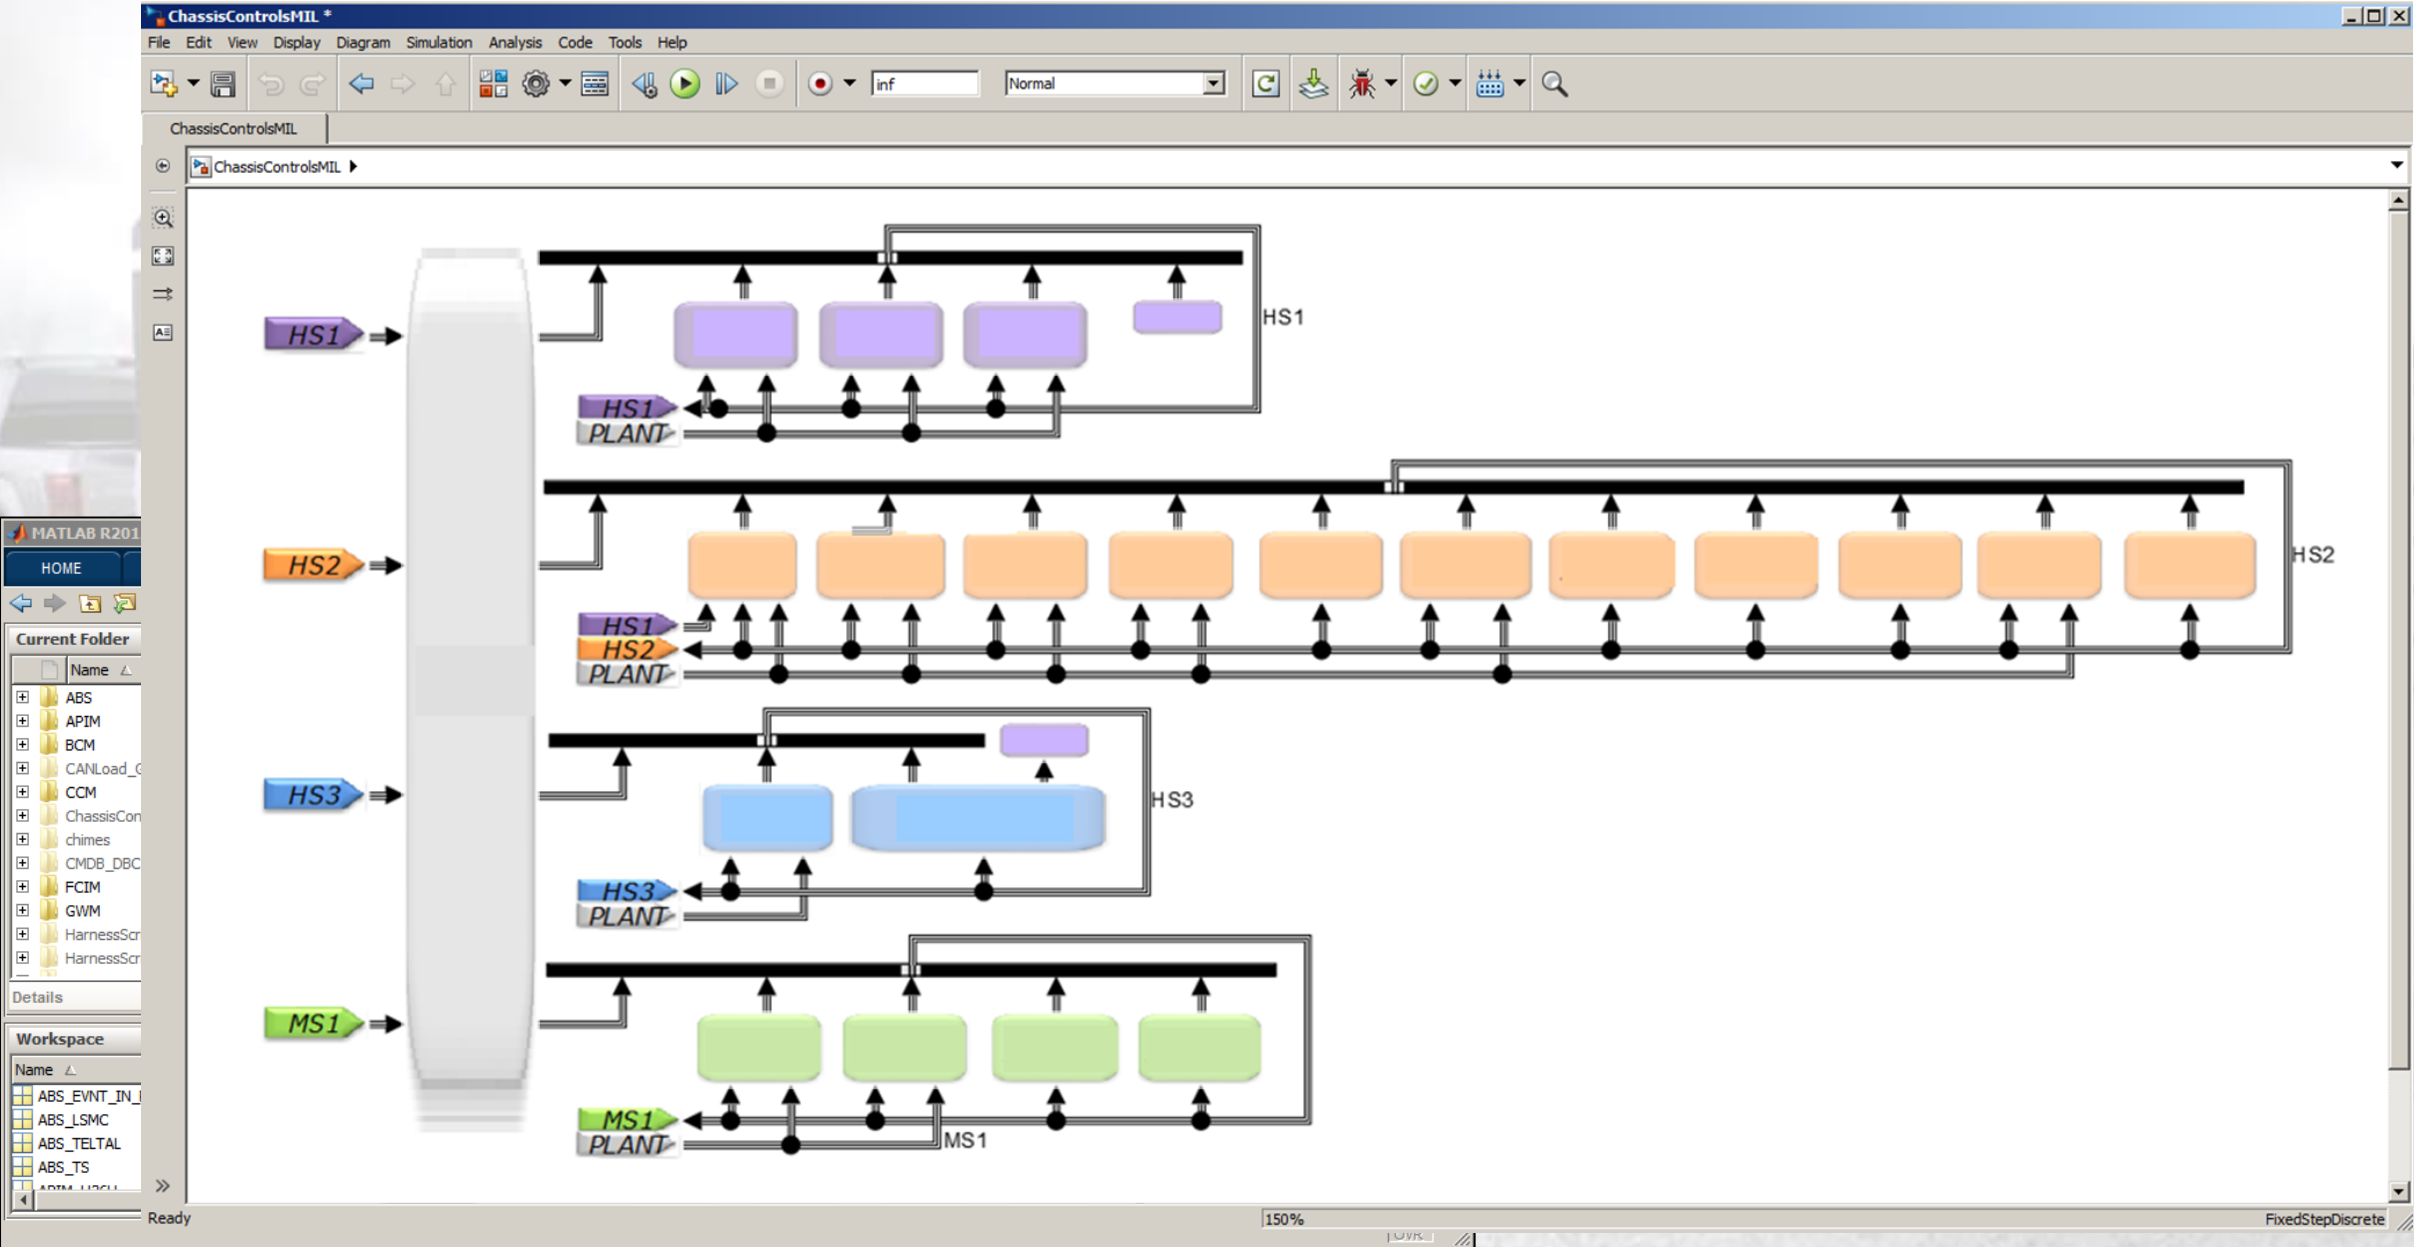 ChassisControlsMIL *
File Edit View Display Diagram Simulation Analysis Code Tools Help
inf Normal
ChassisControlsMIL
ChassisControlsMIL
HS1
HS1
HS1
PLANT
HS2
HS2
HS1
HS2
PLANT
HS3
HS3
HS3
PLANT
MS1
MS1
PLANT
MS1
MATLAB R201
HOME
Current Folder
Name
ABS
APIM
BCM
CANLoad_
CCM
ChassisCon
chimes
CMDB_DBC
FCIM
GWM
HarnessScr
HarnessScr
Details
Workspace
Name
ABS_EVNT_IN_
ABS_LSMC
ABS_TELTAL
ABS_TS
Ready 150% FixedStepDiscrete
OVR